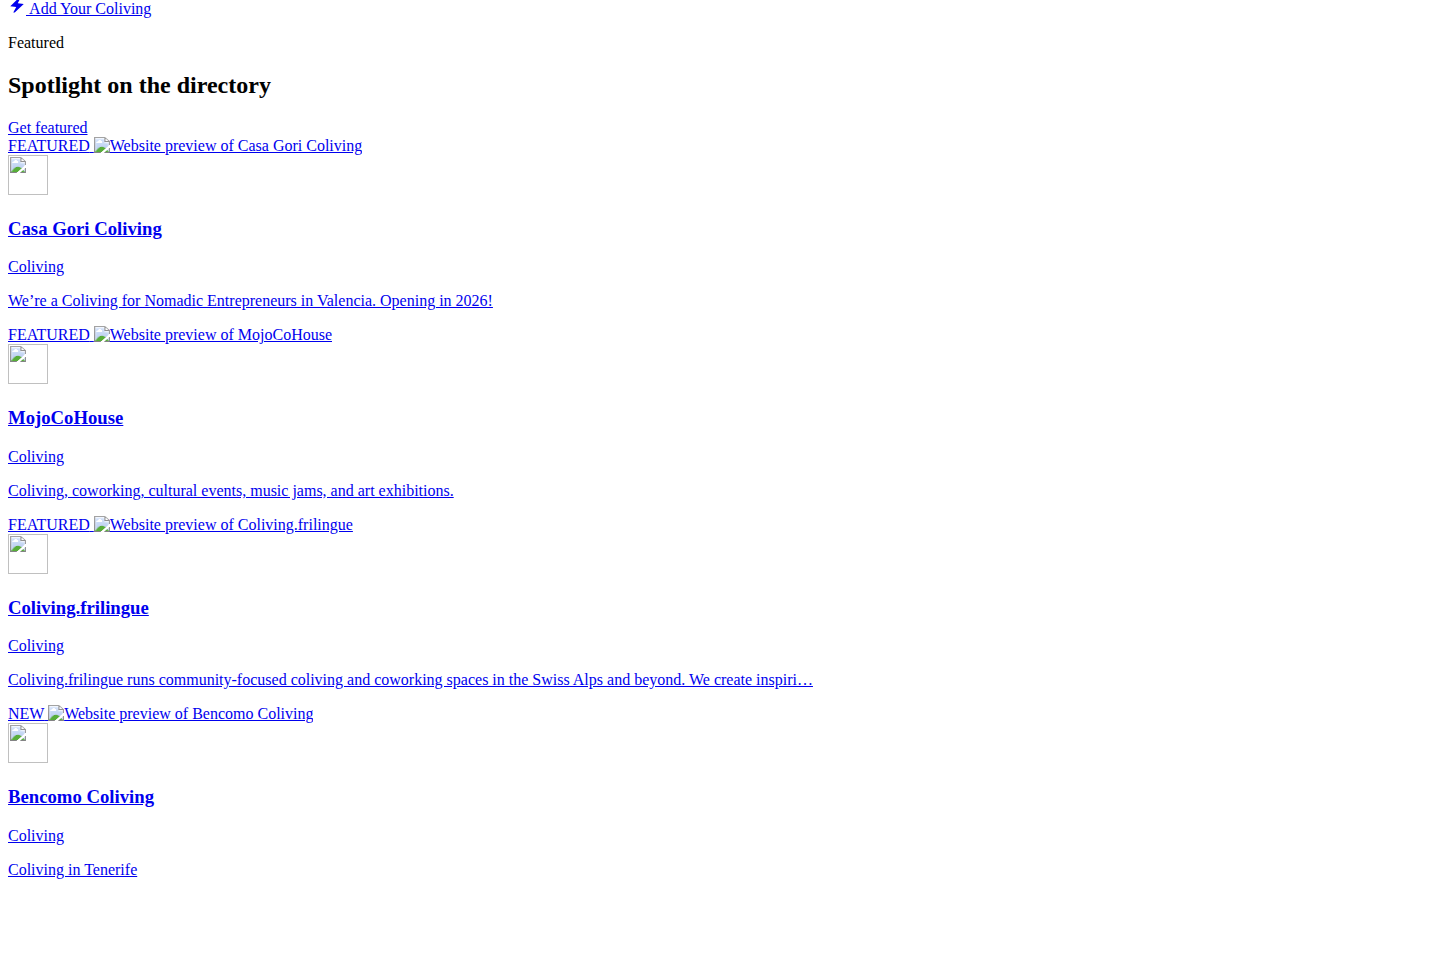 Add Your Coliving
Featured
Spotlight on the directory
Get featured
FEATURED Website preview of Casa Gori Coliving
Casa Gori Coliving
Coliving
We’re a Coliving for Nomadic Entrepreneurs in Valencia. Opening in 2026!
FEATURED Website preview of MojoCoHouse
MojoCoHouse
Coliving
Coliving, coworking, cultural events, music jams, and art exhibitions.
FEATURED Website preview of Coliving.frilingue
Coliving.frilingue
Coliving
Coliving.frilingue runs community-focused coliving and coworking spaces in the Swiss Alps and beyond. We create inspiri…
NEW Website preview of Bencomo Coliving
Bencomo Coliving
Coliving
Coliving in Tenerife